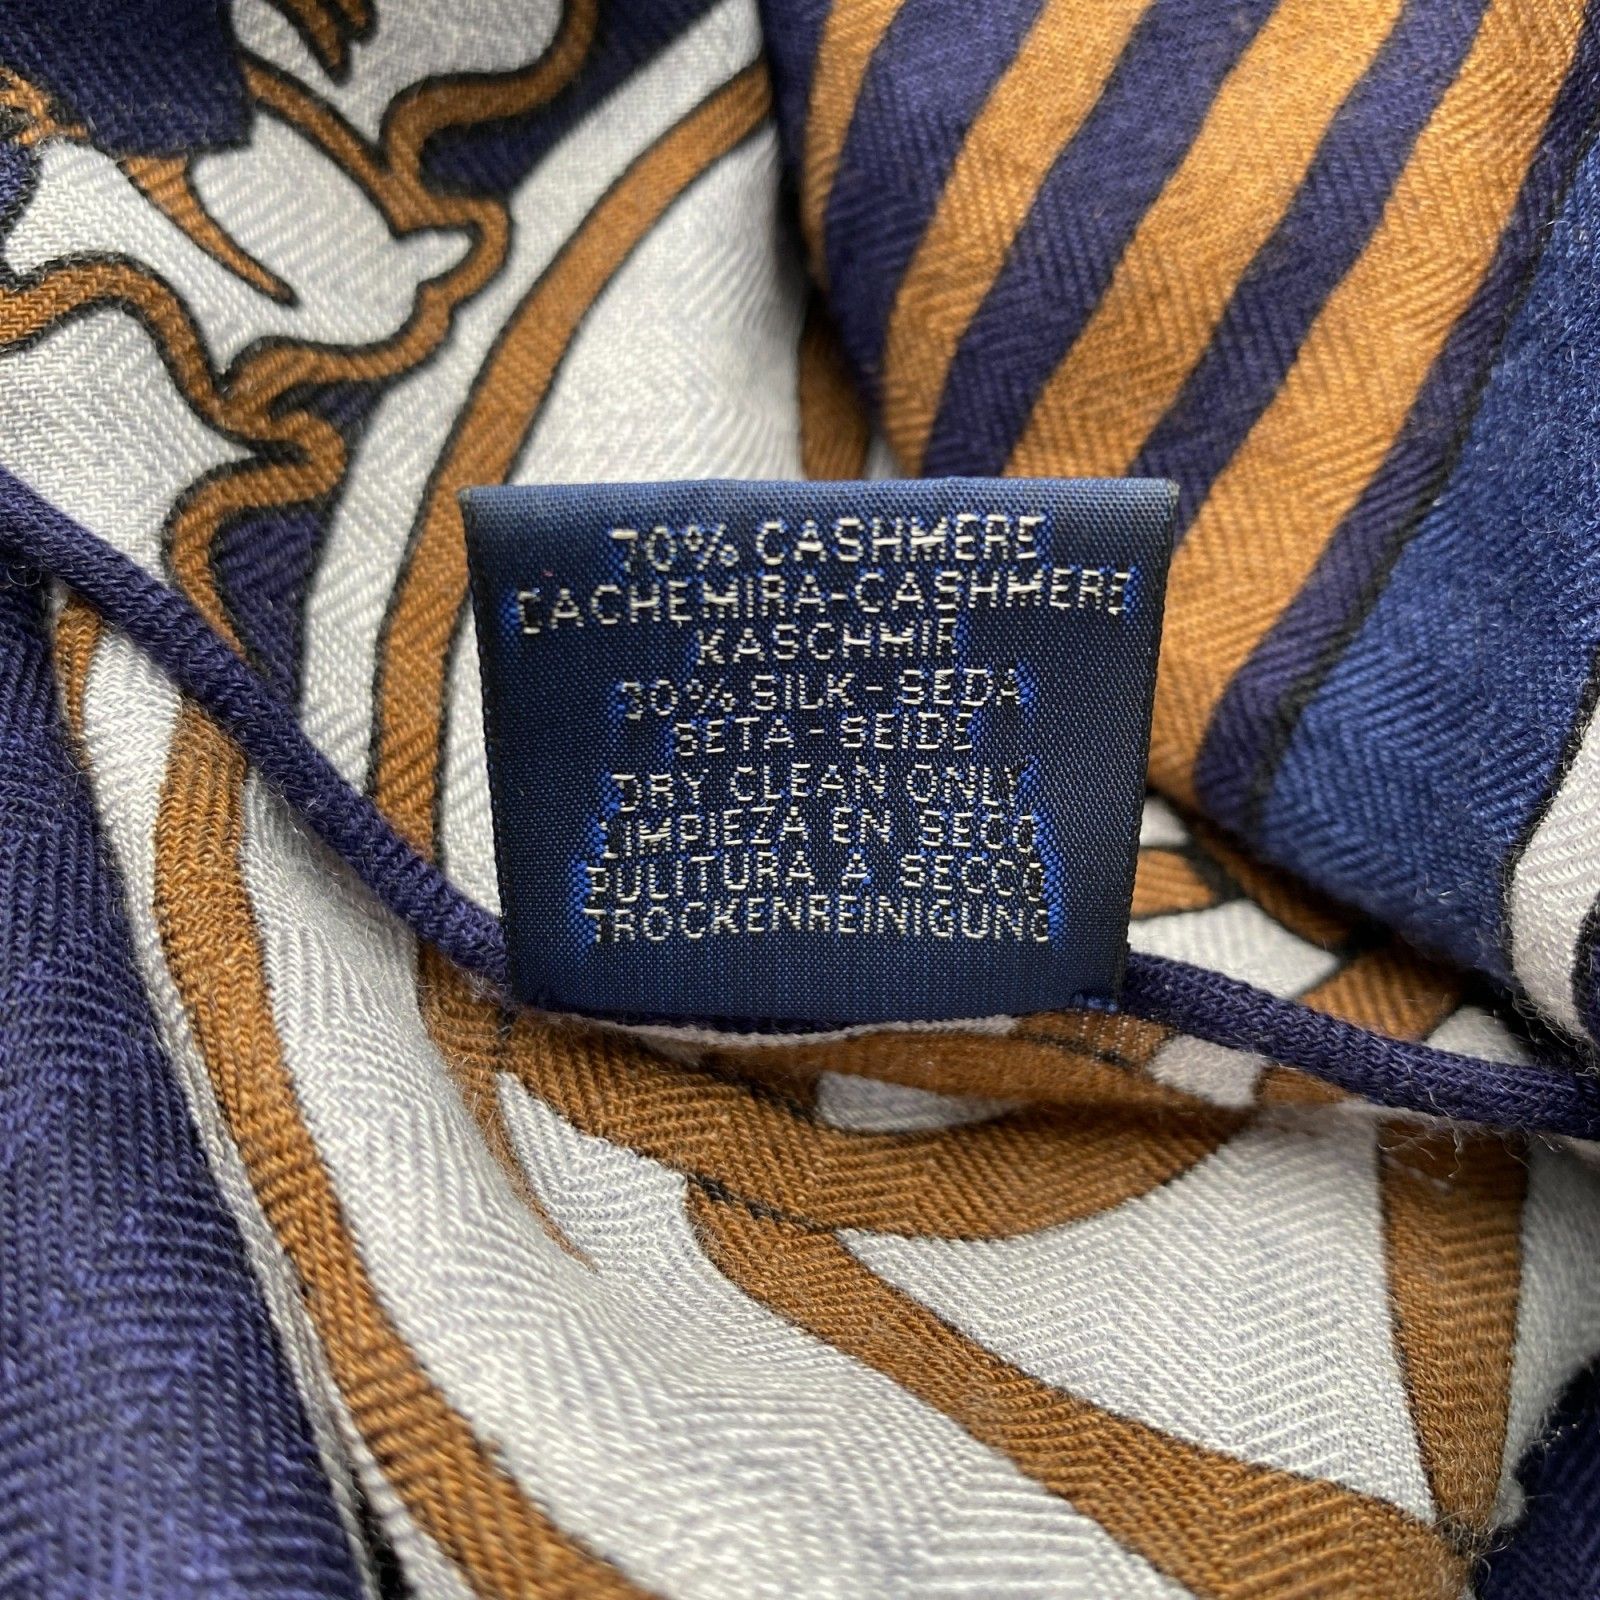 70% CASHMERE
CACHEMIRA-CASHMERE
KASCHMIR
30% SILK-SEDA
SETA-SEIDE
DRY CLEAN ONLY
LIMPIEZA EN SECO
PULITURA A SECCO
TROCKENREINIGUNG